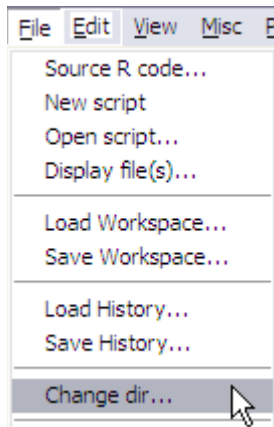 File Edit View Misc
Source R code...
New script
Open script...
Display file(s)...
Load Workspace...
Save Workspace...
Load History...
Save History...
Change dir...